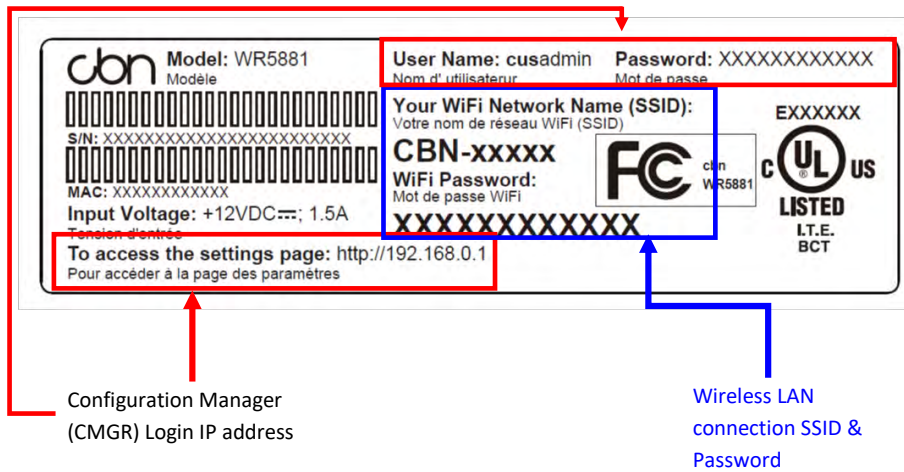 cbn
Model: WR5881
Modèle
S/N: XXXXXXXXXXXXXXXXXXXXXXXX
MAC: XXXXXXXXXXXX
Input Voltage: +12VDC⎓; 1.5A
Tension d'entrée
To access the settings page: http://192.168.0.1
Pour accéder à la page des paramètres
User Name: cusadmin Password: XXXXXXXXXXXX
Nom d' utilisateur Mot de passe
Your WiFi Network Name (SSID):
Votre nom de réseau WiFi (SSID)
CBN-xxxxx
WiFi Password:
Mot de passe WiFi
XXXXXXXXXXXX
FC
cbn
WR5881
EXXXXXX
C UL US
LISTED
I.T.E.
BCT
Configuration Manager
(CMGR) Login IP address
Wireless LAN
connection SSID &
Password